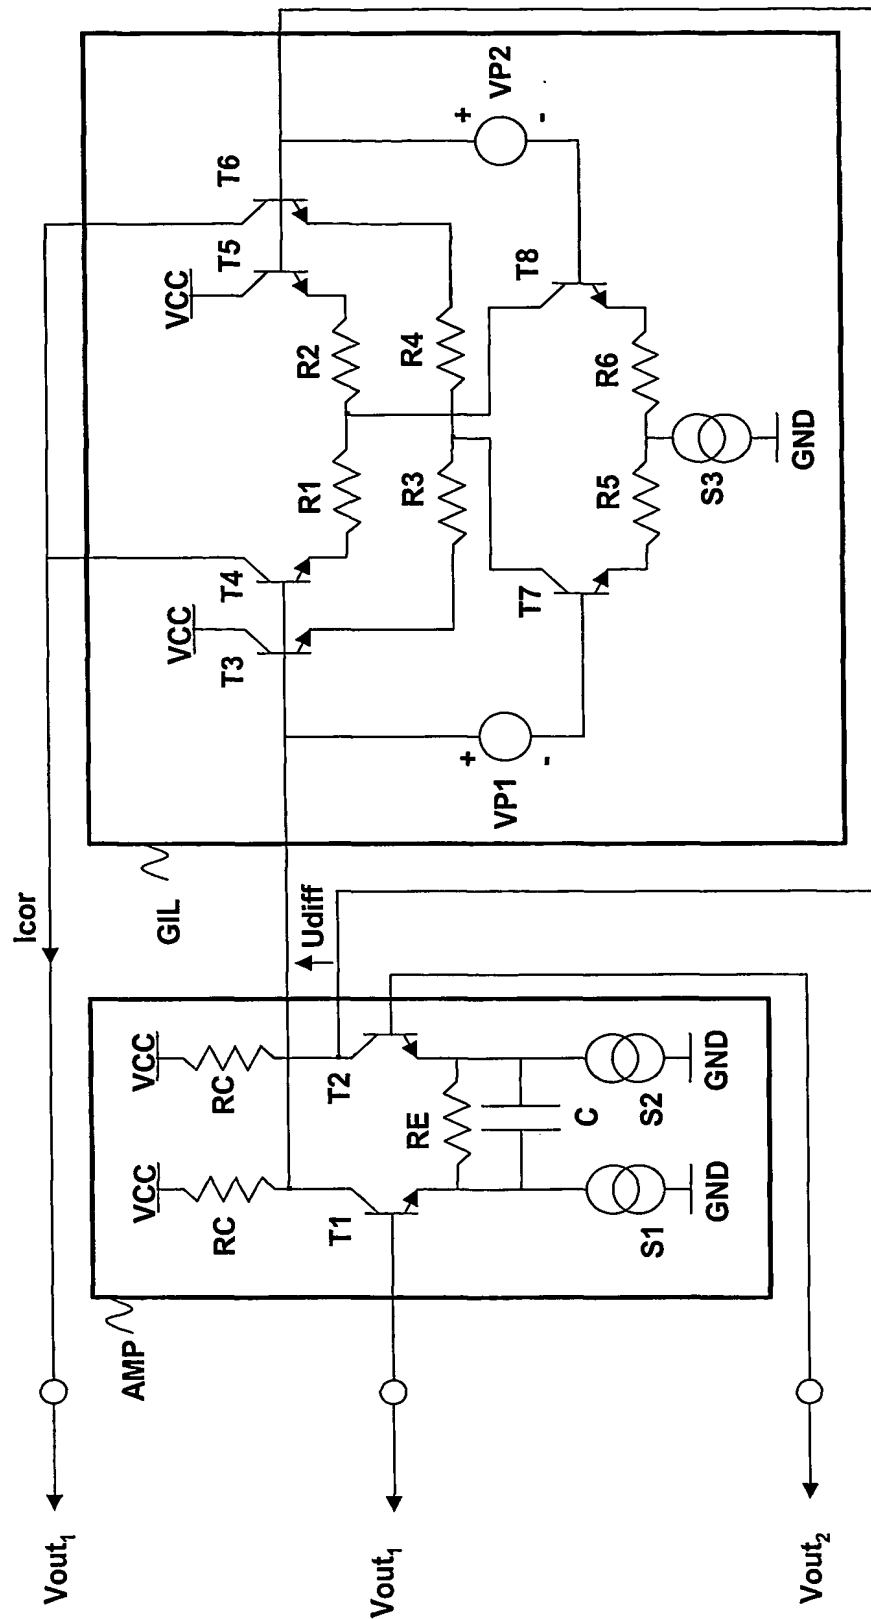 Vout1
Icor
AMP
VCC
VCC
RC
RC
T1
T2
RE
C
S1
S2
GND
GND
Vout1
Vout2
Udiff
GIL
VCC
VCC
T3
T4
T5
T6
R1
R2
R3
R4
VP1
+
-
VP2
+
-
T7
T8
R5
R6
S3
GND